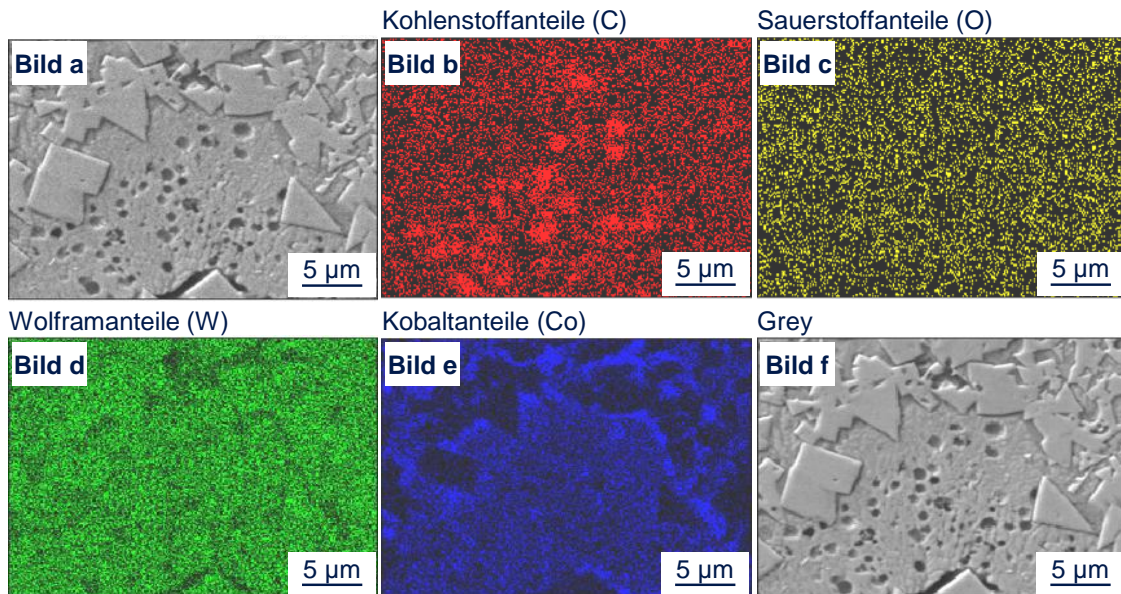 Kohlenstoffanteile (C)
Sauerstoffanteile (O)
Bild a
Bild b
Bild c
5 µm
5 µm
5 µm
Wolframanteile (W)
Kobaltanteile (Co)
Grey
Bild d
Bild e
Bild f
5 µm
5 µm
5 µm